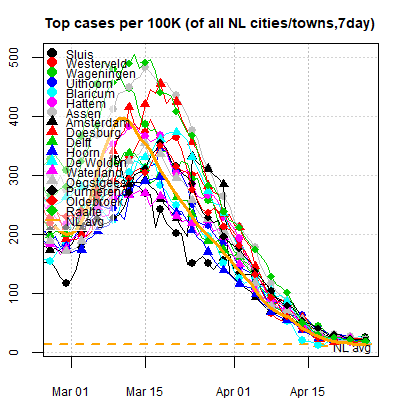 Top cases per 100K (of all NL cities/towns,7day)
500
400
300
200
100
0
Sluis
Westerveld
Wageningen
Uithoorn
Blaricum
Hattem
Assen
Amsterdam
Doesburg
Delft
Hoorn
De Wolden
Waterland
Oegstgeest
Purmerend
Oldebroek
Raalte
NL avg
NL avg
Mar 01
Mar 15
Apr 01
Apr 15